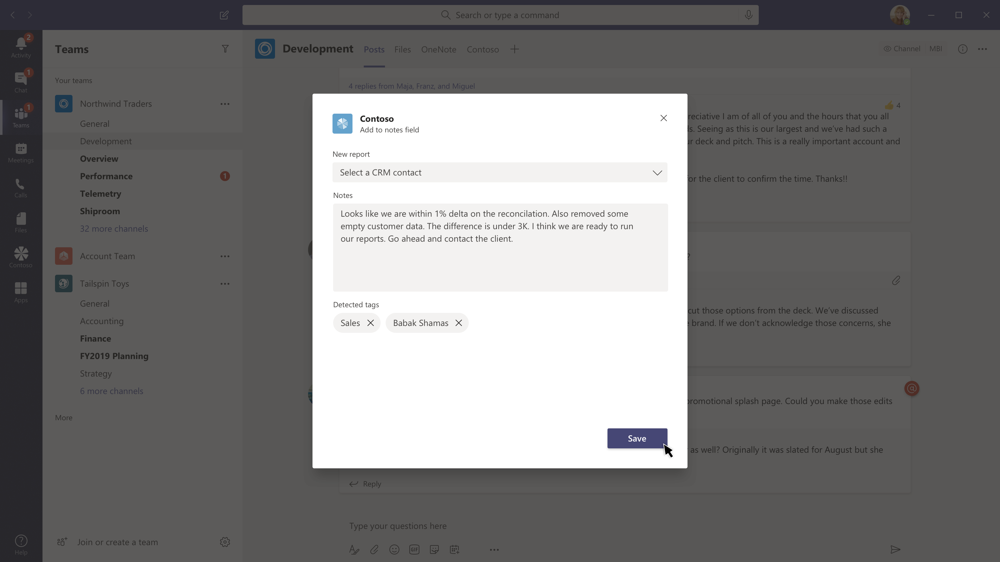 Search or type a command
2
Activity
1
Chat
1
Teams
Meetings
Calls
Files
Contoso
Apps
Help
Teams
Your teams
Northwind Traders
General
Development
Overview
Performance 1
Telemetry
Shiproom
32 more channels
Account Team
Tailspin Toys
General
Accounting
Finance
FY2019 Planning
Strategy
6 more channels
More
Join or create a team
Development Posts Files OneNote Contoso
Channel MBI
4 replies from Maja, Franz, and Miguel
4
reciative I am of all of you and the hours that you all
s. Seeing as this is our largest and we’ve had such a
r deck and pitch. This is a really important account and
or the client to confirm the time. Thanks!!
?
cut those options from the deck. We’ve discussed
brand. If we don’t acknowledge those concerns, she
@
promotional splash page. Could you make those edits
as well? Originally it was slated for August but she
Reply
Type your questions here
GIF
Contoso
Add to notes field
New report
Select a CRM contact
Notes
Looks like we are within 1% delta on the reconcilation. Also removed some
empty customer data. The difference is under 3K. I think we are ready to run
our reports. Go ahead and contact the client.
Detected tags
Sales Babak Shamas
Save